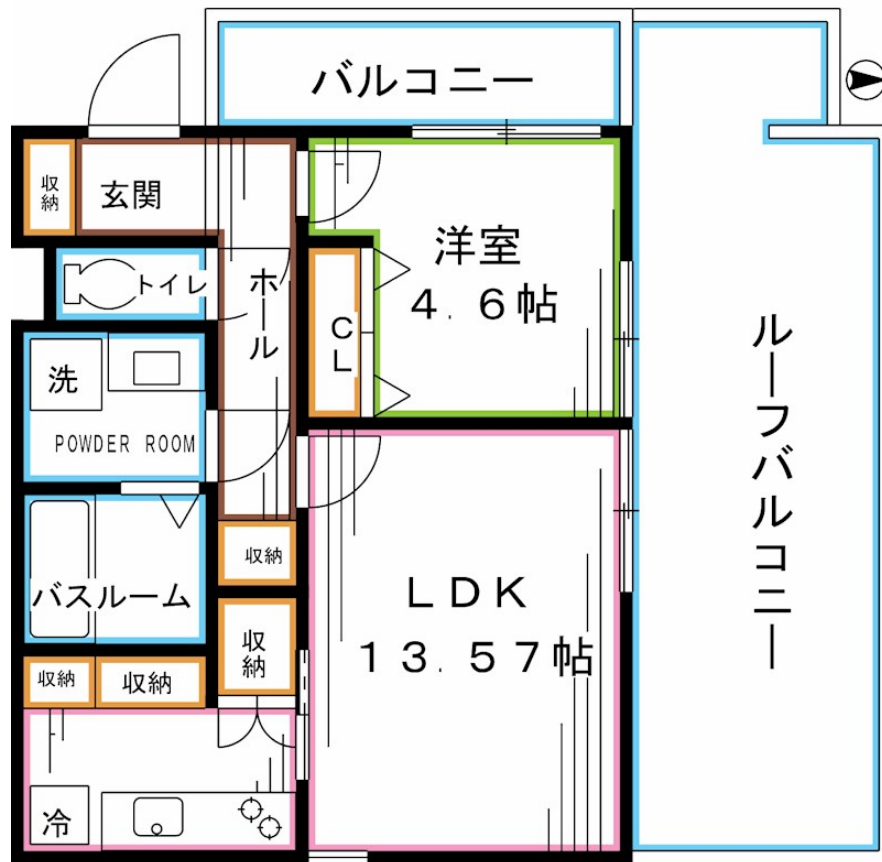 バルコニー
収納
玄関
洋室
4.6帖
トイレ
ホール
CL
洗
POWDER ROOM
ルーフバルコニー
収納
バスルーム
収納
LDK
13.57帖
収納
収納
冷